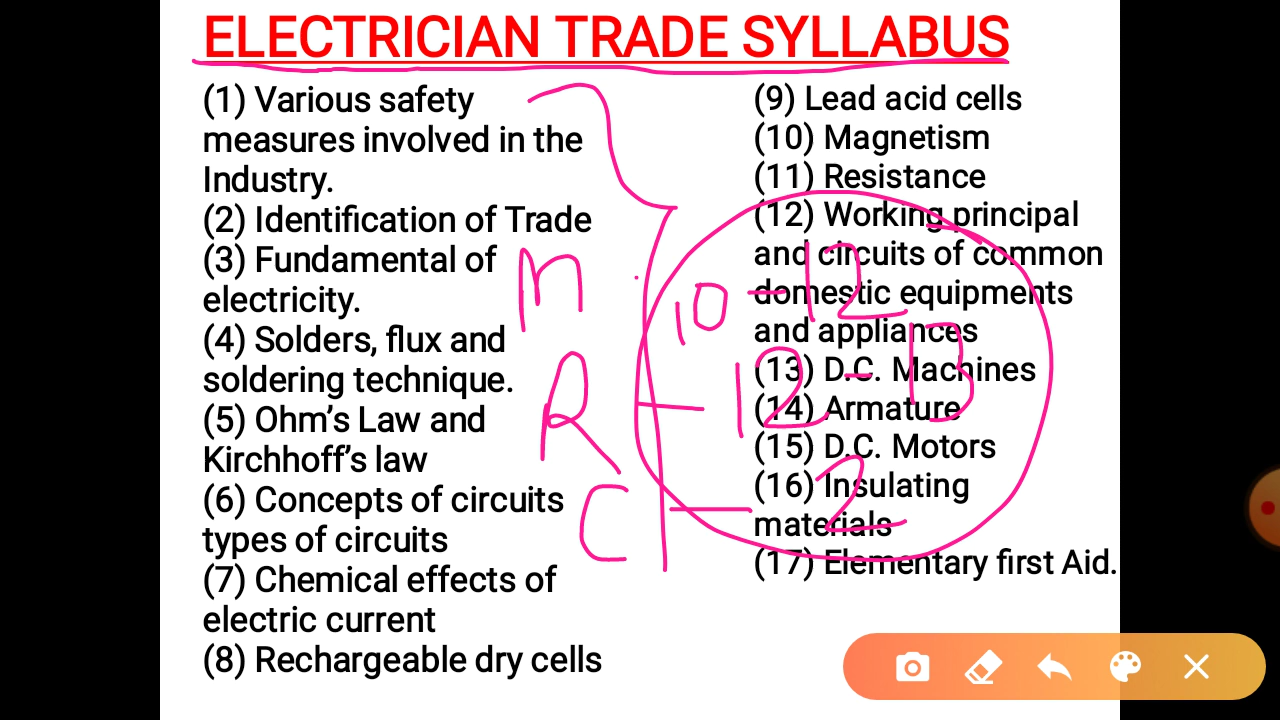 ELECTRICIAN TRADE SYLLABUS
(1) Various safety
measures involved in the
Industry.
(2) Identification of Trade
(3) Fundamental of
electricity.
(4) Solders, flux and
soldering technique.
(5) Ohm’s Law and
Kirchhoff’s law
(6) Concepts of circuits
types of circuits
(7) Chemical effects of
electric current
(8) Rechargeable dry cells
(9) Lead acid cells
(10) Magnetism
(11) Resistance
(12) Working principal
and circuits of common
domestic equipments
and appliances
(13) D.C. Machines
(14) Armature
(15) D.C. Motors
(16) Insulating
materials
(17) Elementary first Aid.
M 10 - 12
R - 12 - 13
C - 2